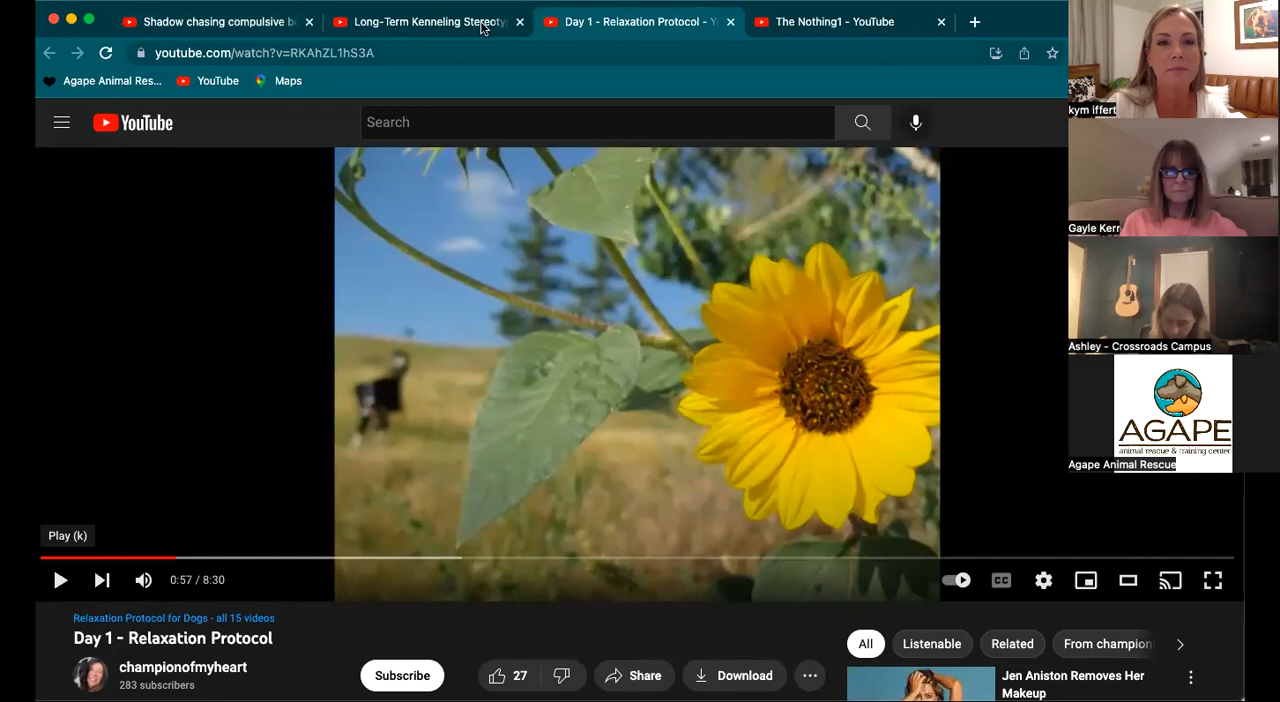 Shadow chasing compulsive b
Long-Term Kenneling Stereoty
Day 1 - Relaxation Protocol - Y
The Nothing1 - YouTube
youtube.com/watch?v=RKAhZL1hS3A
Agape Animal Res...
YouTube
Maps
YouTube
Search
kym iffert
Gayle Kerr
Ashley - Crossroads Campus
AGAPE
animal rescue & training center
Agape Animal Rescue
Play (k)
0:57 / 8:30
CC
Relaxation Protocol for Dogs - all 15 videos
Day 1 - Relaxation Protocol
championofmyheart
283 subscribers
Subscribe
27
Share
Download
All
Listenable
Related
From champion
Jen Aniston Removes Her
Makeup